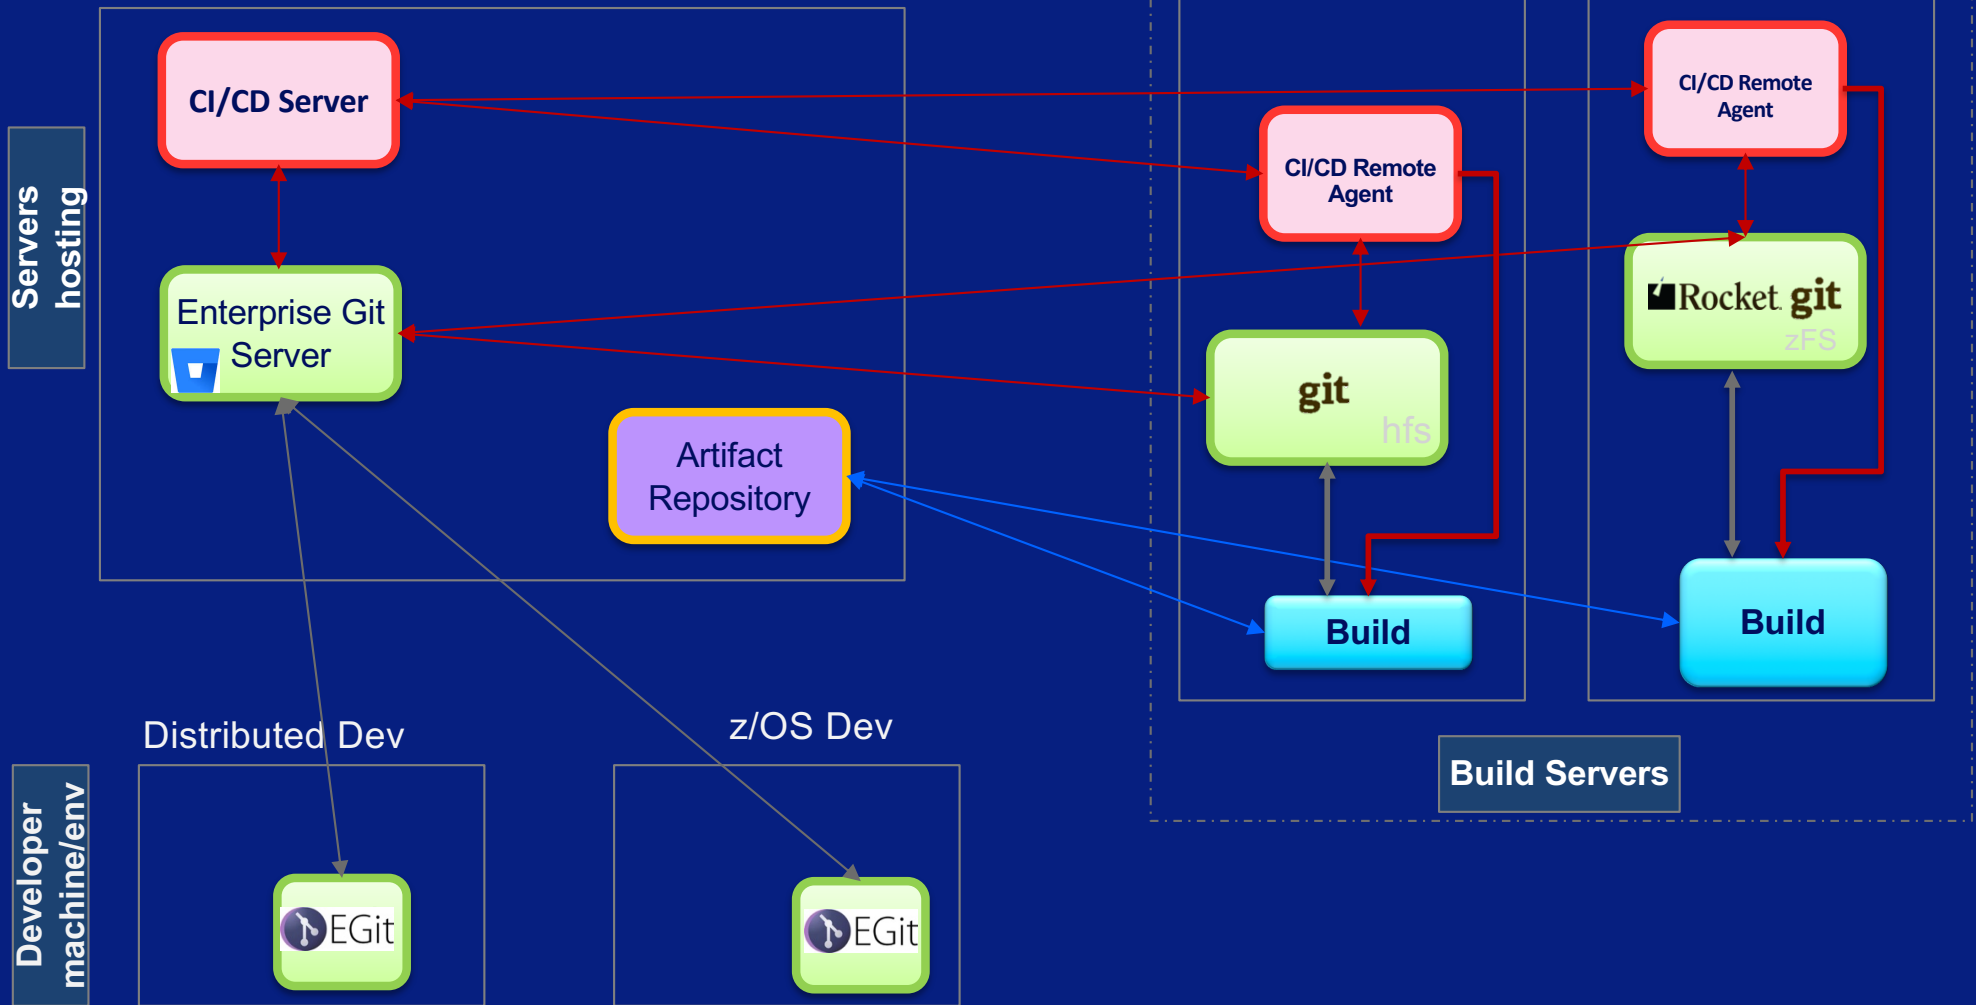 CI/CD Server
CI/CD Remote
Agent
CI/CD Remote
Agent
Servers
hosting
Enterprise Git
Server
Rocket git
zFS
git
hfs
Artifact
Repository
Build
Build
Distributed Dev
z/OS Dev
Build Servers
Developer
machine/env
EGit
EGit